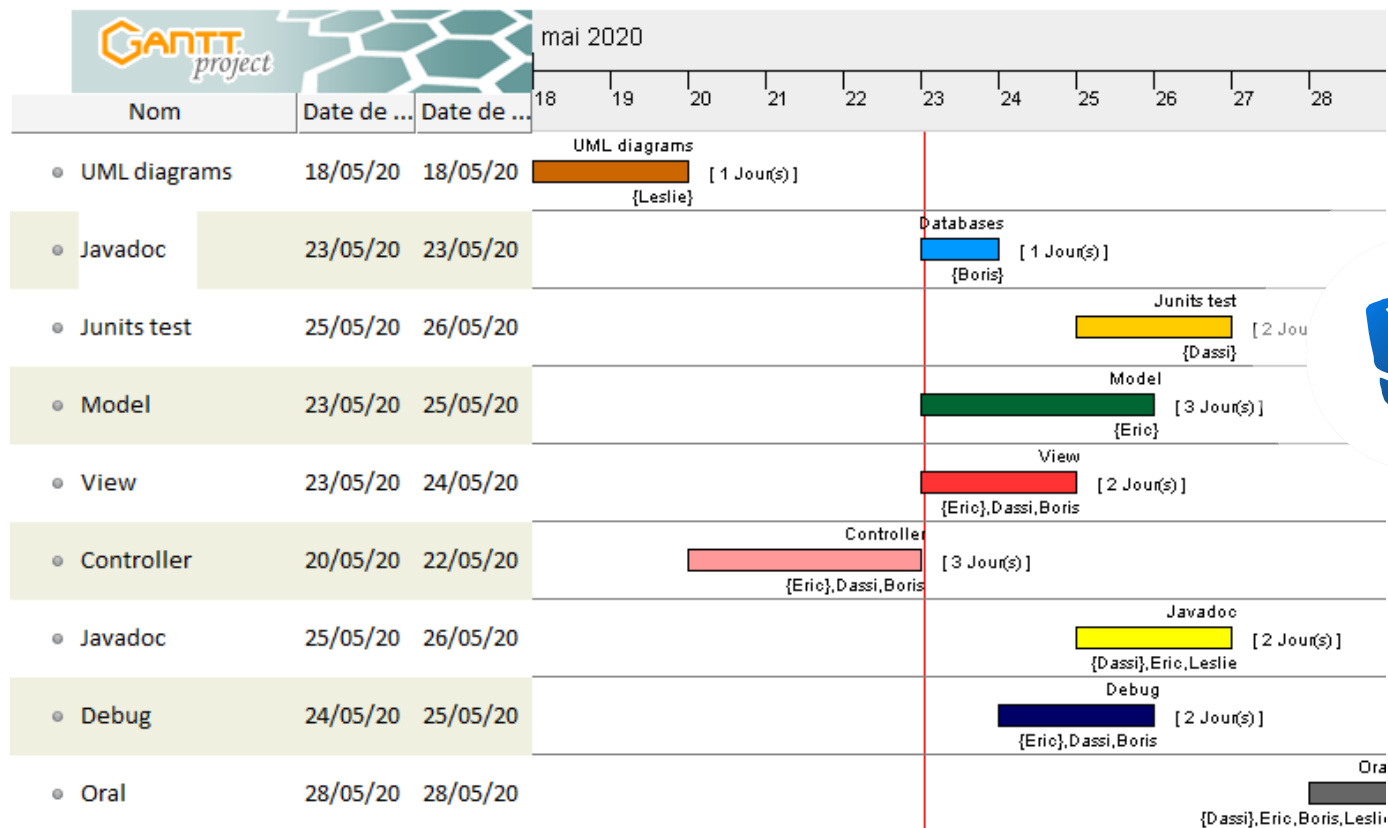 GANTT
project
mai 2020
18 19 20 21 22 23 24 25 26 27 28
Nom Date de ... Date de ...
UML diagrams
UML diagrams 18/05/20 18/05/20 [ 1 Jour(s) ]
{Leslie}
Databases
Javadoc 23/05/20 23/05/20 [ 1 Jour(s) ]
{Boris}
Junits test
Junits test 25/05/20 26/05/20 [ 2 Jou
{Dassi}
Model
Model 23/05/20 25/05/20 [ 3 Jour(s) ]
{Eric}
View
View 23/05/20 24/05/20 [ 2 Jour(s) ]
{Eric},Dassi,Boris
Controller
Controller 20/05/20 22/05/20 [ 3 Jour(s) ]
{Eric},Dassi,Boris
Javadoc
Javadoc 25/05/20 26/05/20 [ 2 Jour(s) ]
{Dassi},Eric,Leslie
Debug
Debug 24/05/20 25/05/20 [ 2 Jour(s) ]
{Eric},Dassi,Boris
Ora
Oral 28/05/20 28/05/20
{Dassi},Eric,Boris,Lesli